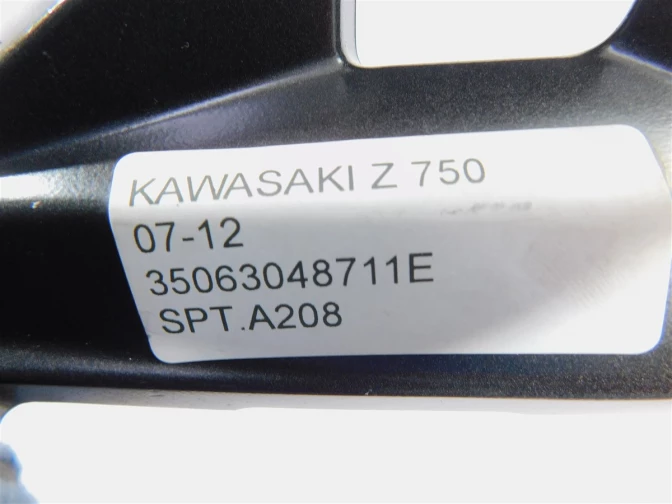 KAWASAKI Z 750
07-12
35063048711E
SPT.A208